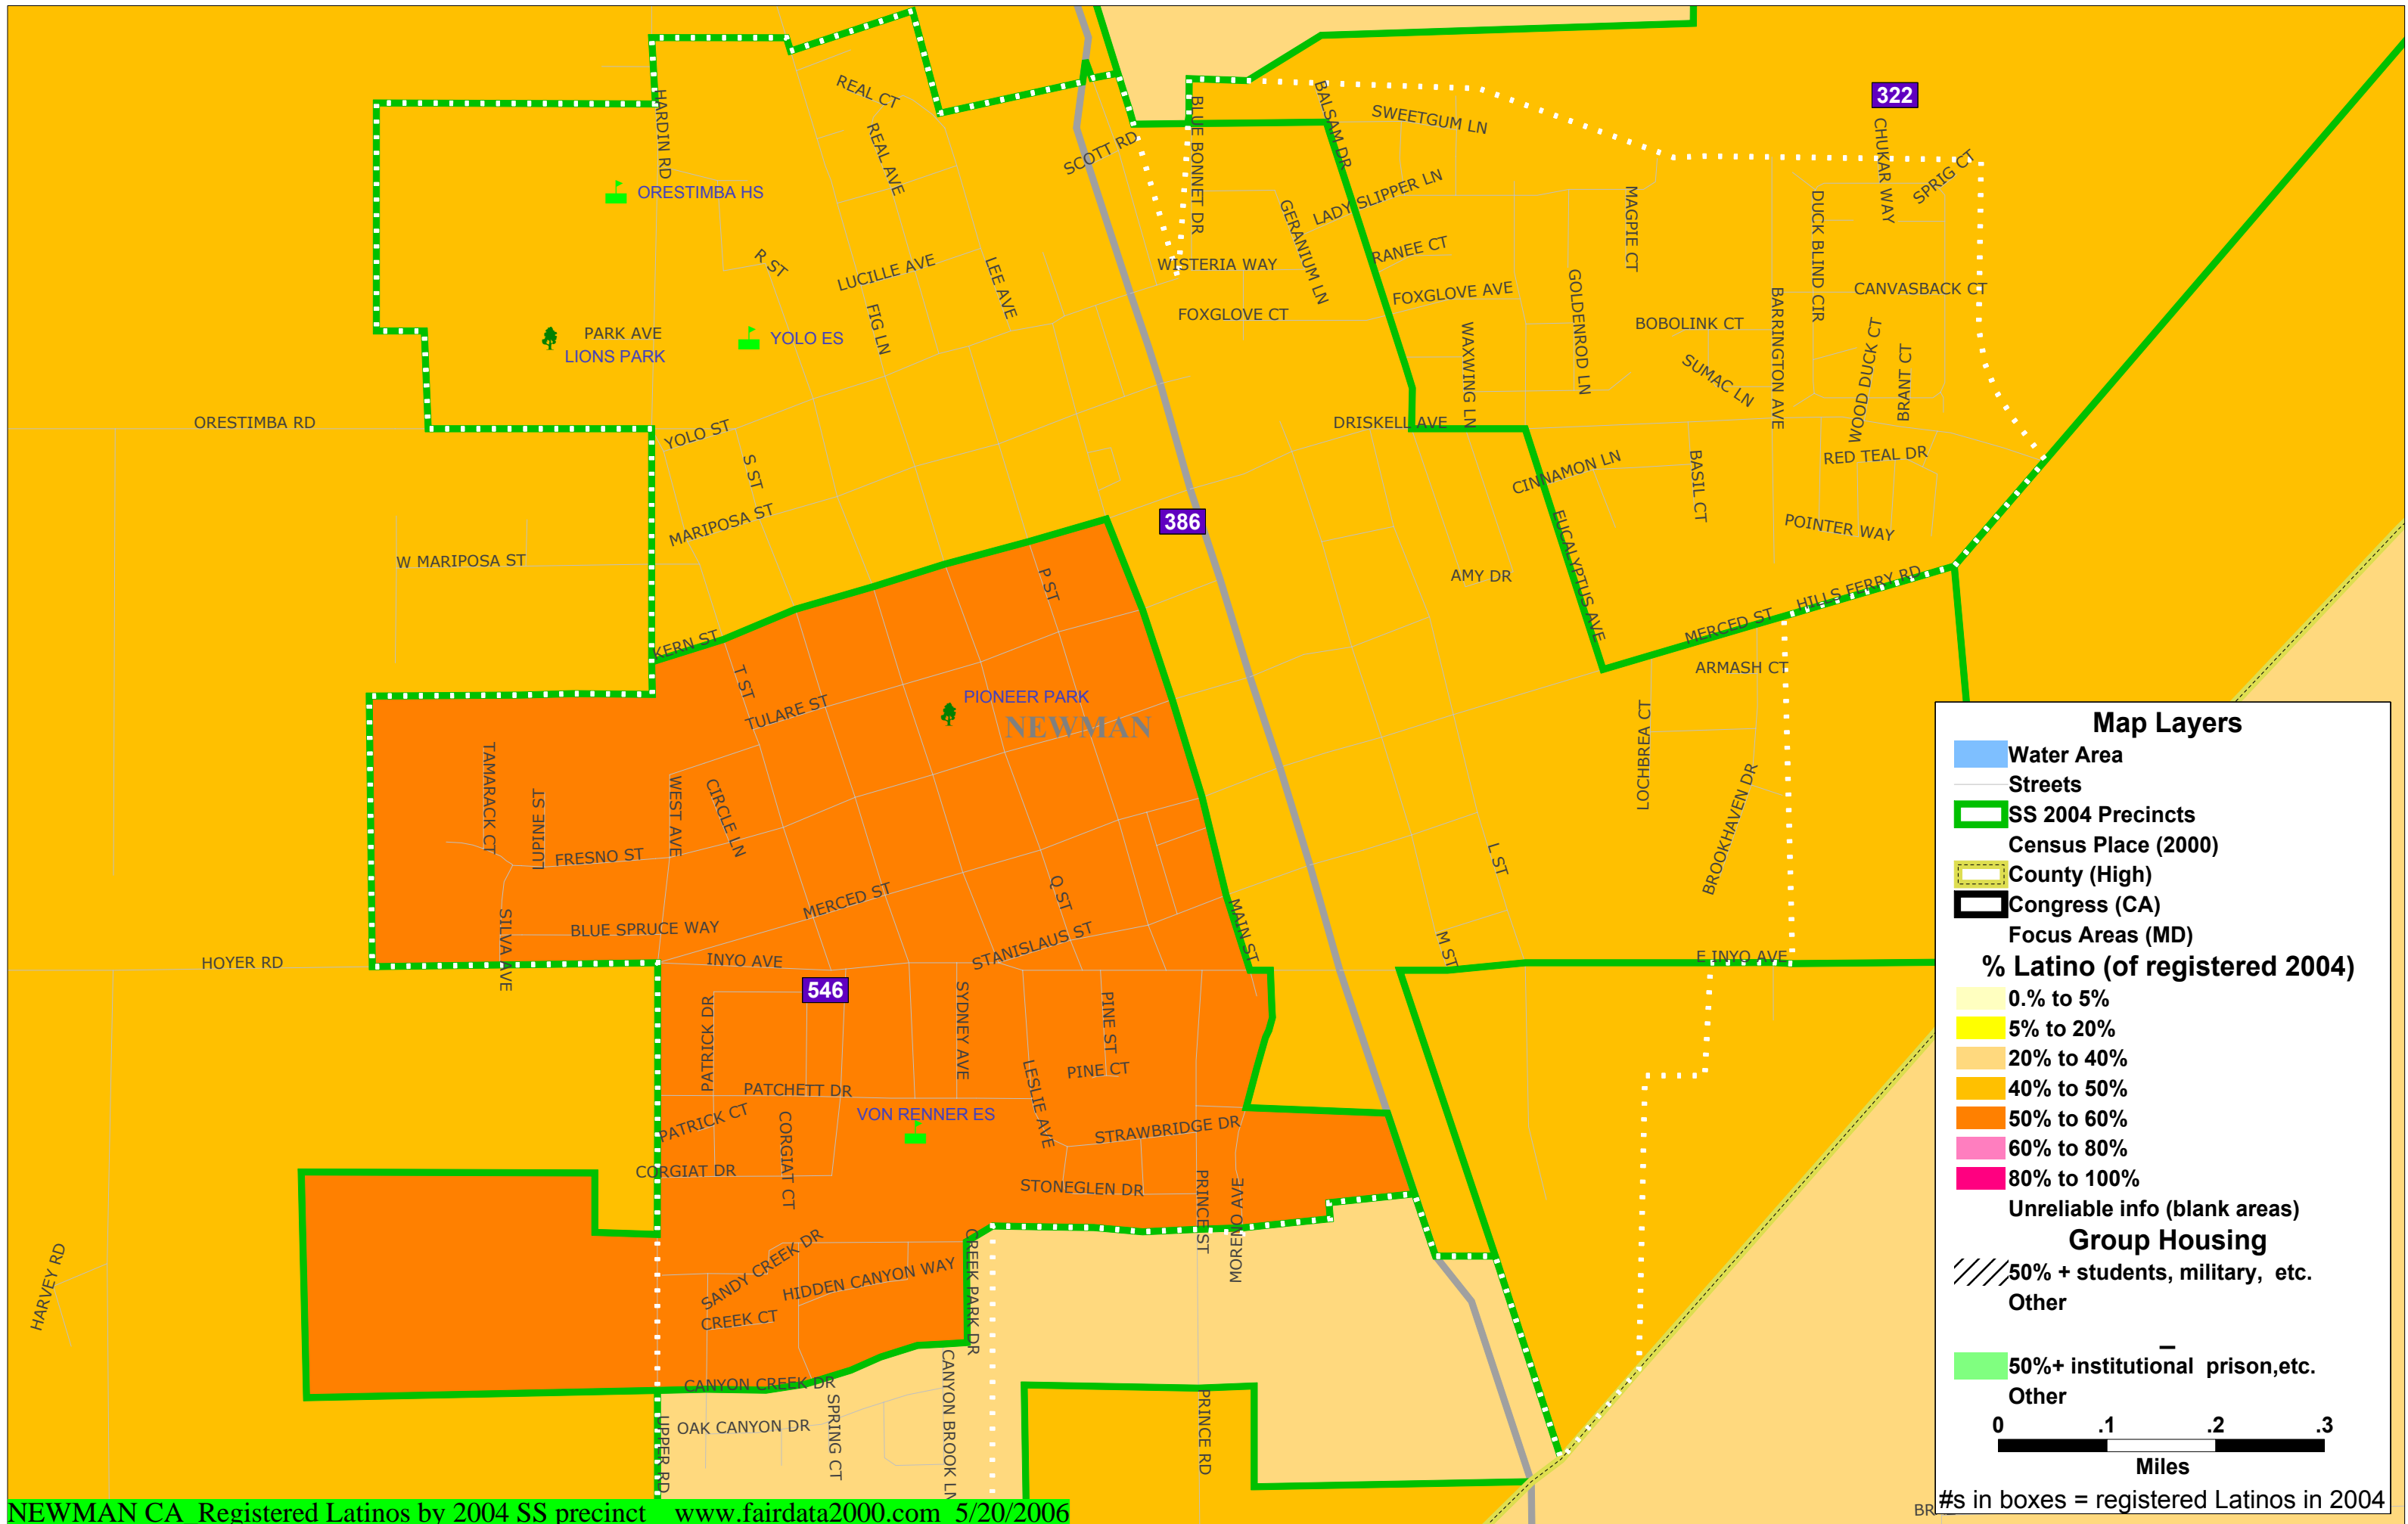 322
HARDIN RD
REAL CT
REAL AVE
SCOTT RD
BLUE BONNET DR
BALSAM DR
SWEETGUM LN
CHUKAR WAY
SPRIG CT
ORESTIMBA HS
LADY SLIPPER LN
MAGPIE CT
DUCK BLIND CIR
GERANIUM LN
RANEE CT
R ST
LUCILLE AVE
LEE AVE
WISTERIA WAY
FOXGLOVE AVE
GOLDENROD LN
CANVASBACK CT
BARRINGTON AVE
FIG LN
FOXGLOVE CT
PARK AVE
LIONS PARK
YOLO ES
WAXWING LN
BOBOLINK CT
SUMAC LN
WOOD DUCK CT
BRANT CT
ORESTIMBA RD
YOLO ST
DRISKELL AVE
S ST
CINNAMON LN
BASIL CT
RED TEAL DR
MARIPOSA ST
386
EUCALYPTUS AVE
POINTER WAY
W MARIPOSA ST
P ST
AMY DR
HILLS FERRY RD
MERCED ST
KERN ST
ARMASH CT
T ST
TULARE ST
PIONEER PARK
NEWMAN
LOCHBREA CT
TAMARACK CT
LUPINE ST
WEST AVE
CIRCLE LN
BROOKHAVEN DR
FRESNO ST
L ST
MERCED ST
Q ST
SILVA AVE
BLUE SPRUCE WAY
STANISLAUS ST
MAIN ST
M ST
HOYER RD
INYO AVE
E INYO AVE
546
PATRICK DR
SYDNEY AVE
PINE ST
PINE CT
LESLIE AVE
PATCHETT DR
VON RENNER ES
PATRICK CT
CORGIAT CT
STRAWBRIDGE DR
CORGIAT DR
STONEGLEN DR
PRINCE ST
MORENO AVE
HARVEY RD
SANDY CREEK DR
HIDDEN CANYON WAY
CREEK PARK DR
CREEK CT
CANYON CREEK DR
CANYON BROOK LN
OAK CANYON DR
SPRING CT
UPPER RD
PRINCE RD
BR
Map Layers
Water Area
Streets
SS 2004 Precincts
Census Place (2000)
County (High)
Congress (CA)
Focus Areas (MD)
% Latino (of registered 2004)
0.% to 5%
5% to 20%
20% to 40%
40% to 50%
50% to 60%
60% to 80%
80% to 100%
Unreliable info (blank areas)
Group Housing
50% + students, military, etc.
Other
_
50%+ institutional prison,etc.
Other
0 .1 .2 .3
Miles
#s in boxes = registered Latinos in 2004
NEWMAN CA Registered Latinos by 2004 SS precinct www.fairdata2000.com 5/20/2006